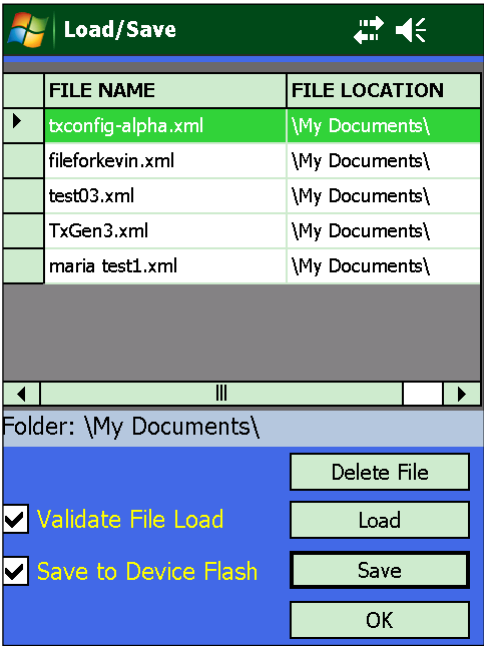 Load/Save
FILE NAME FILE LOCATION
txconfig-alpha.xml \My Documents\
fileforkevin.xml \My Documents\
test03.xml \My Documents\
TxGen3.xml \My Documents\
maria test1.xml \My Documents\
Folder: \My Documents\
Delete File
Validate File Load Load
Save to Device Flash Save
OK